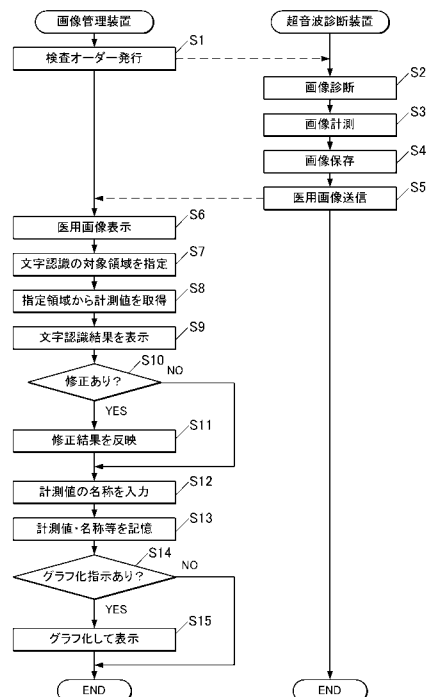 画像管理装置
超音波診断装置
S1
検査オーダー発行
S2
画像診断
S3
画像計測
S4
画像保存
S5
医用画像送信
S6
医用画像表示
S7
文字認識の対象領域を指定
S8
指定領域から計測値を取得
S9
文字認識結果を表示
S10
修正あり?
NO
YES
S11
修正結果を反映
S12
計測値の名称を入力
S13
計測値・名称等を記憶
S14
グラフ化指示あり?
NO
YES
S15
グラフ化して表示
END
END